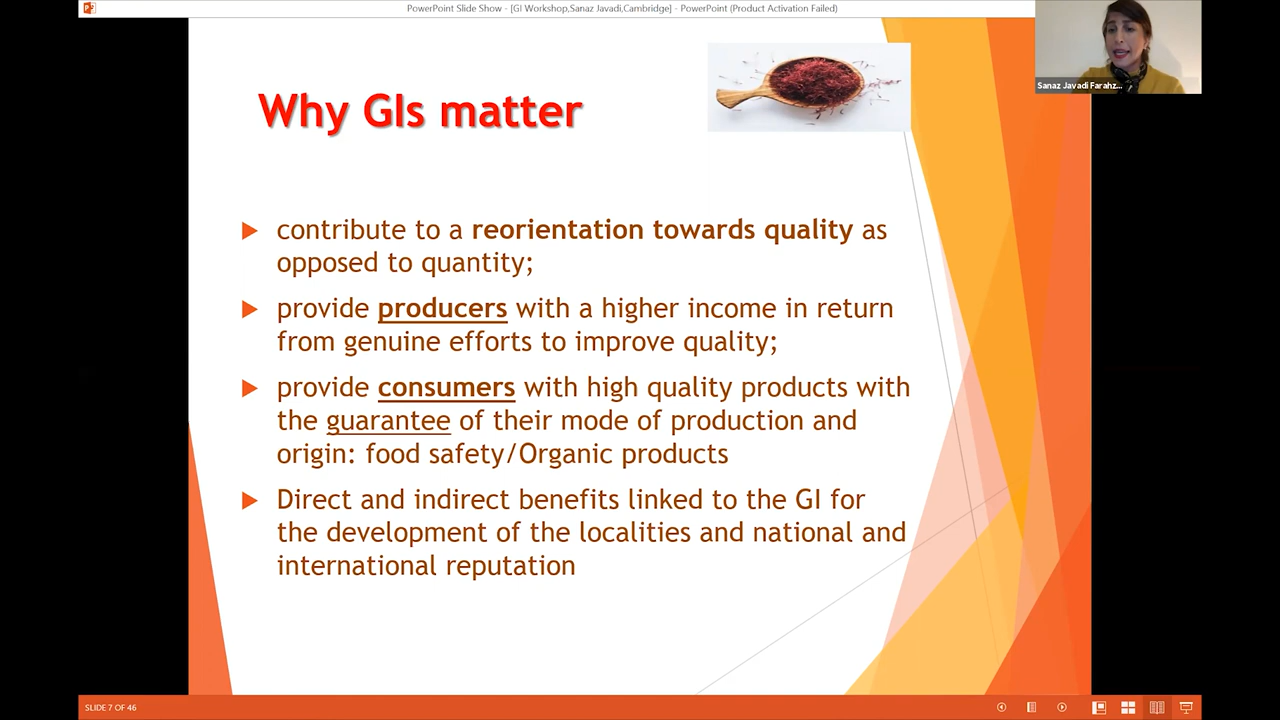 PowerPoint Slide Show - [GI Workshop,Sanaz Javadi,Cambridge] - PowerPoint (Product Activation Failed)
Sanaz Javadi Farahz...
Why GIs matter
contribute to a reorientation towards quality as
opposed to quantity;
provide producers with a higher income in return
from genuine efforts to improve quality;
provide consumers with high quality products with
the guarantee of their mode of production and
origin: food safety/Organic products
Direct and indirect benefits linked to the GI for
the development of the localities and national and
international reputation
SLIDE 7 OF 46